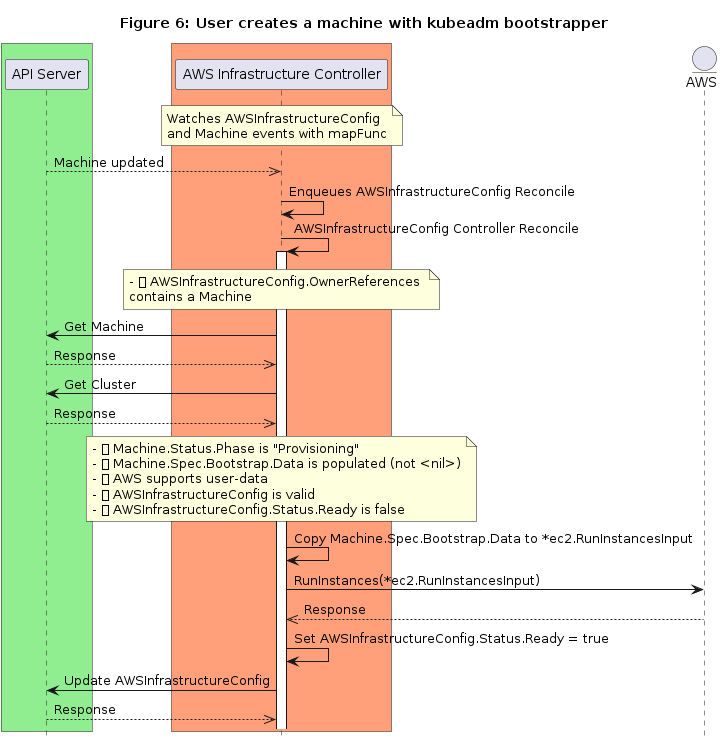 Figure 6: User creates a machine with kubeadm bootstrapper
API Server
AWS Infrastructure Controller
AWS
Watches AWSInfrastructureConfig
and Machine events with mapFunc
Machine updated
Enqueues AWSInfrastructureConfig Reconcile
AWSInfrastructureConfig Controller Reconcile
- AWSInfrastructureConfig.OwnerReferences
contains a Machine
Get Machine
Response
Get Cluster
Response
- Machine.Status.Phase is "Provisioning"
- Machine.Spec.Bootstrap.Data is populated (not <nil>)
- AWS supports user-data
- AWSInfrastructureConfig is valid
- AWSInfrastructureConfig.Status.Ready is false
Copy Machine.Spec.Bootstrap.Data to *ec2.RunInstancesInput
RunInstances(*ec2.RunInstancesInput)
Response
Set AWSInfrastructureConfig.Status.Ready = true
Update AWSInfrastructureConfig
Response